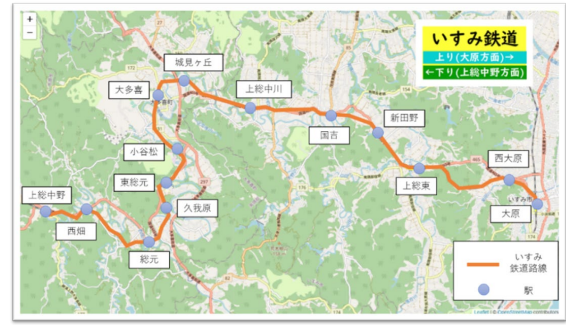 +
−
いすみ鉄道
上り(大原方面)→
←下り(上総中野方面)
城見ヶ丘
大多喜
上総中川
国吉
新田野
小谷松
東総元
上総東
西大原
上総中野
久我原
大原
西畑
総元
いすみ
鉄道路線
駅